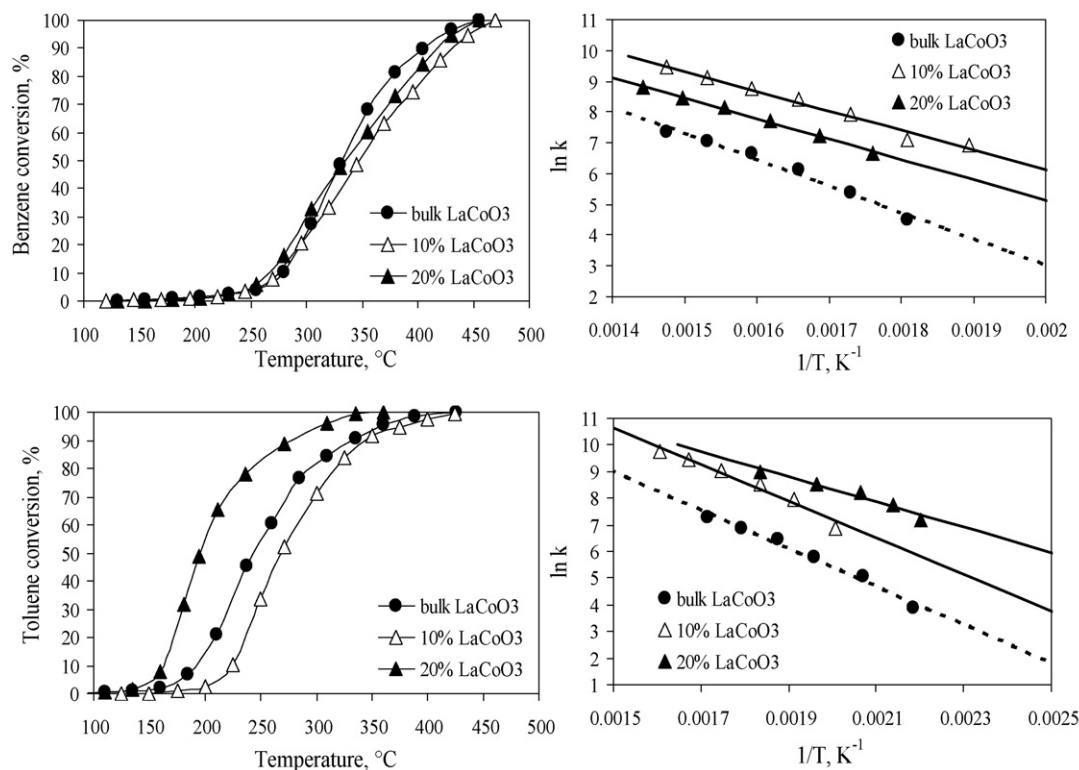 Benzene conversion, %
100
90
80
70
60
50
40
30
20
10
0
bulk LaCoO3
10% LaCoO3
20% LaCoO3
100 150 200 250 300 350 400 450 500
Temperature, °C
ln k
11
10
9
8
7
6
5
4
3
2
bulk LaCoO3
10% LaCoO3
20% LaCoO3
0.0014 0.0015 0.0016 0.0017 0.0018 0.0019 0.002
1/T, K-1
Toluene conversion, %
100
90
80
70
60
50
40
30
20
10
0
bulk LaCoO3
10% LaCoO3
20% LaCoO3
100 150 200 250 300 350 400 450 500
Temperature, °C
ln k
11
10
9
8
7
6
5
4
3
2
1
bulk LaCoO3
10% LaCoO3
20% LaCoO3
0.0015 0.0017 0.0019 0.0021 0.0023 0.0025
1/T, K-1